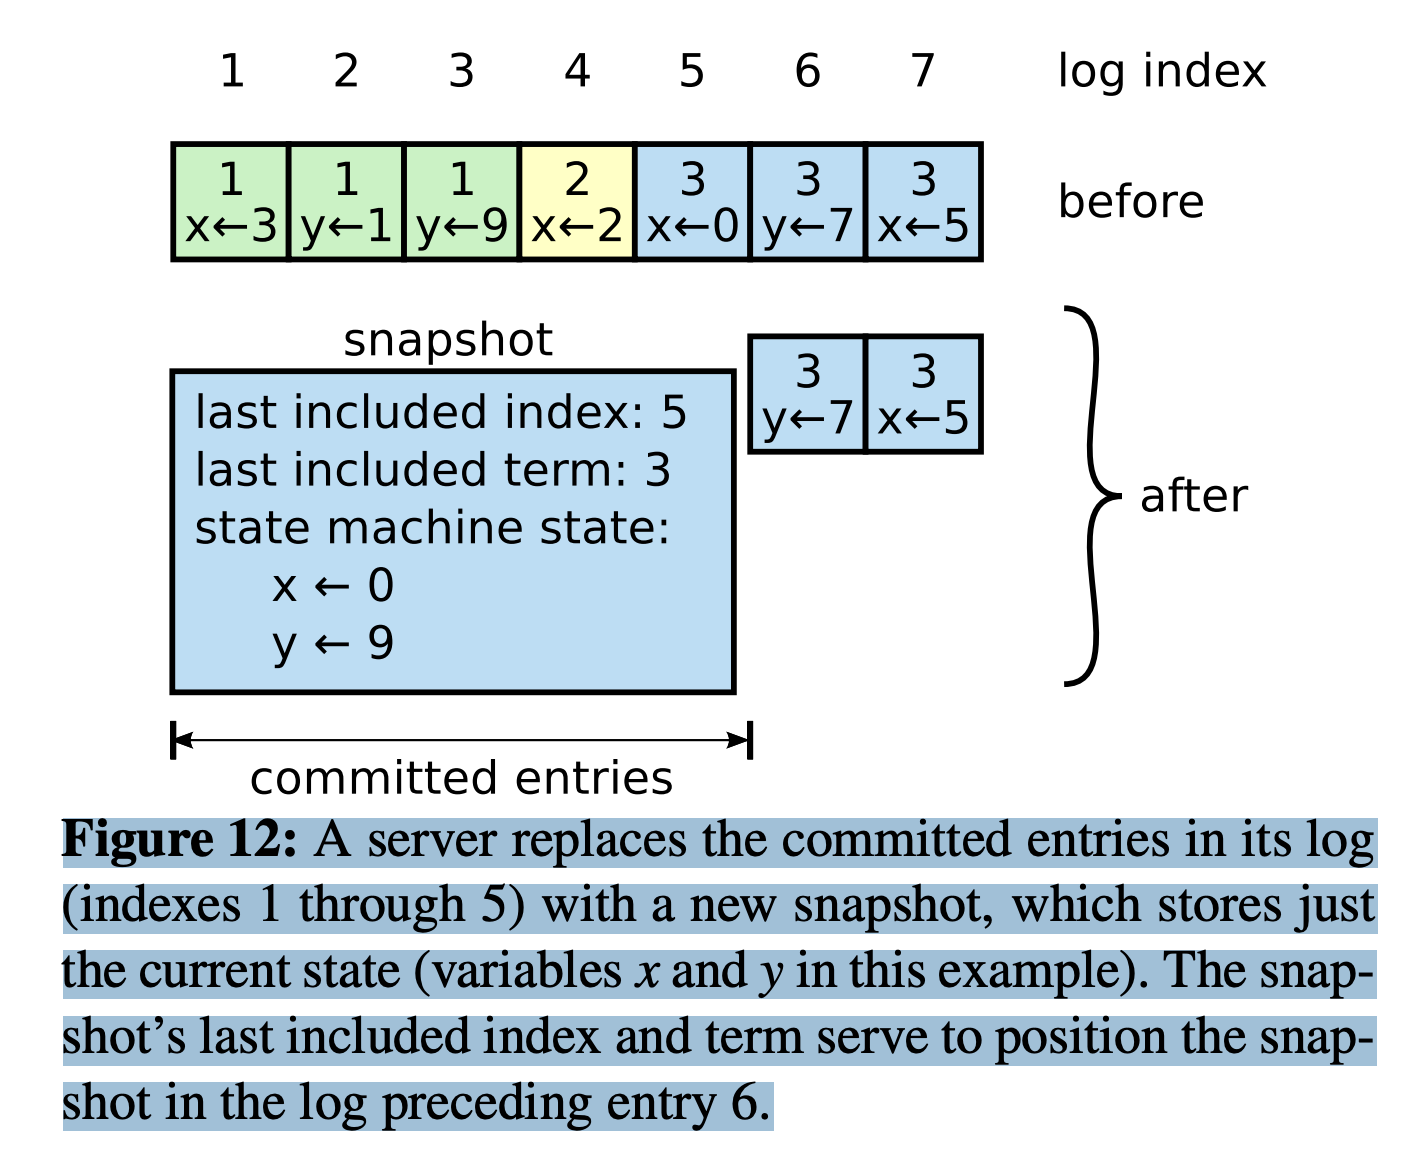 1 2 3 4 5 6 7 log index
1 1 1 2 3 3 3
x←3 y←1 y←9 x←2 x←0 y←7 x←5
before
snapshot
last included index: 5
last included term: 3
state machine state:
x ← 0
y ← 9
3 3
y←7 x←5
after
committed entries
Figure 12: A server replaces the committed entries in its log
(indexes 1 through 5) with a new snapshot, which stores just
the current state (variables x and y in this example). The snap-
shot’s last included index and term serve to position the snap-
shot in the log preceding entry 6.